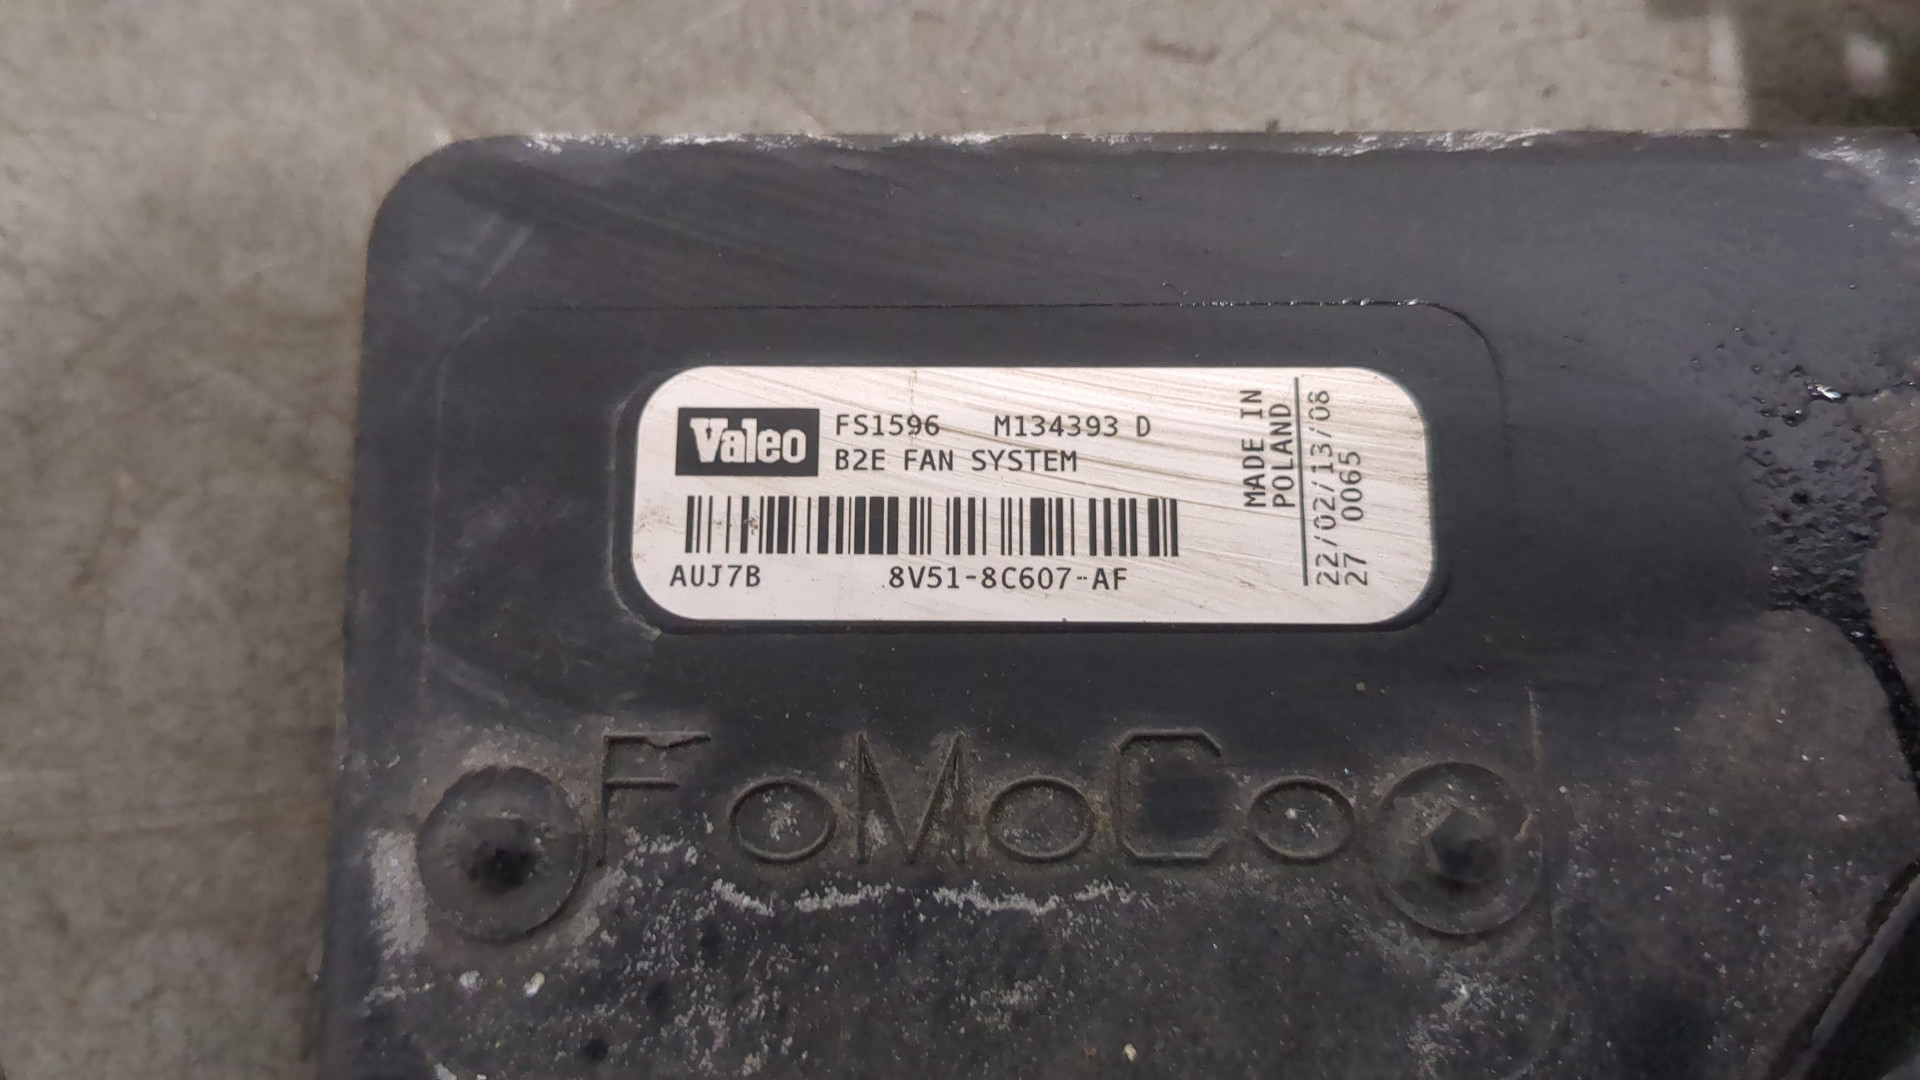 Valeo
FS1596 M134393 D
B2E FAN SYSTEM
AUJ7B 8V51-8C607-AF
MADE IN
POLAND
22/02/13/08
27 0065
FoMoCo